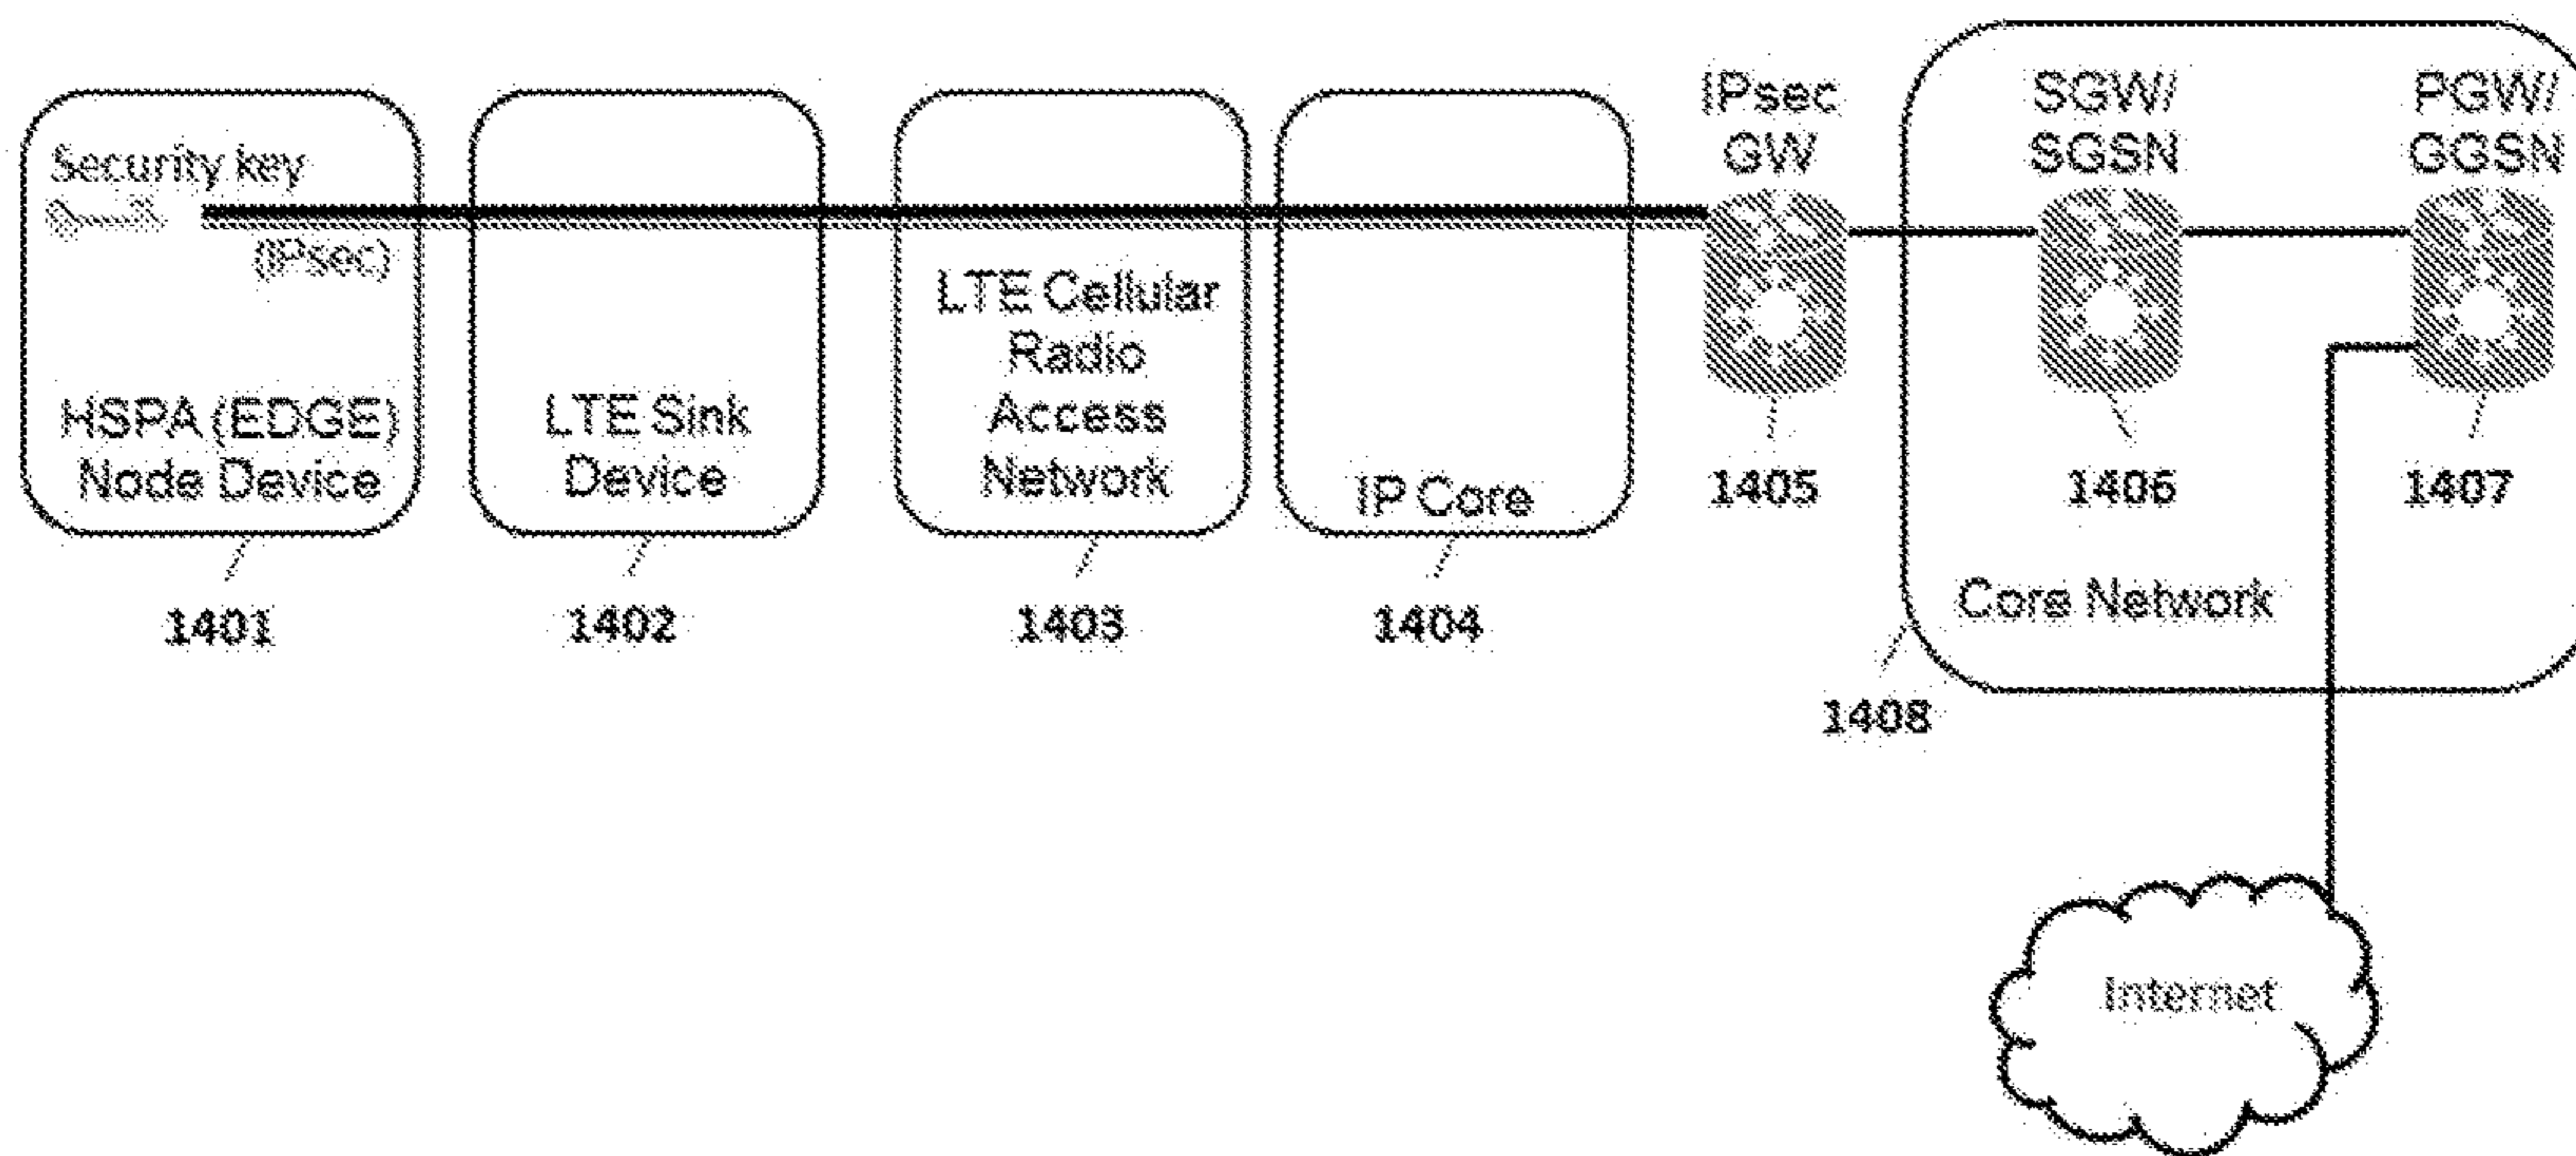 Security key
(IPsec)
HSPA (EDGE)
Node Device
1401
LTE Sink
Device
1402
LTE Cellular
Radio
Access
Network
1403
IP Core
1404
IPsec
GW
1405
SGW/
SGSN
1406
PGW/
GGSN
1407
Core Network
1408
Internet